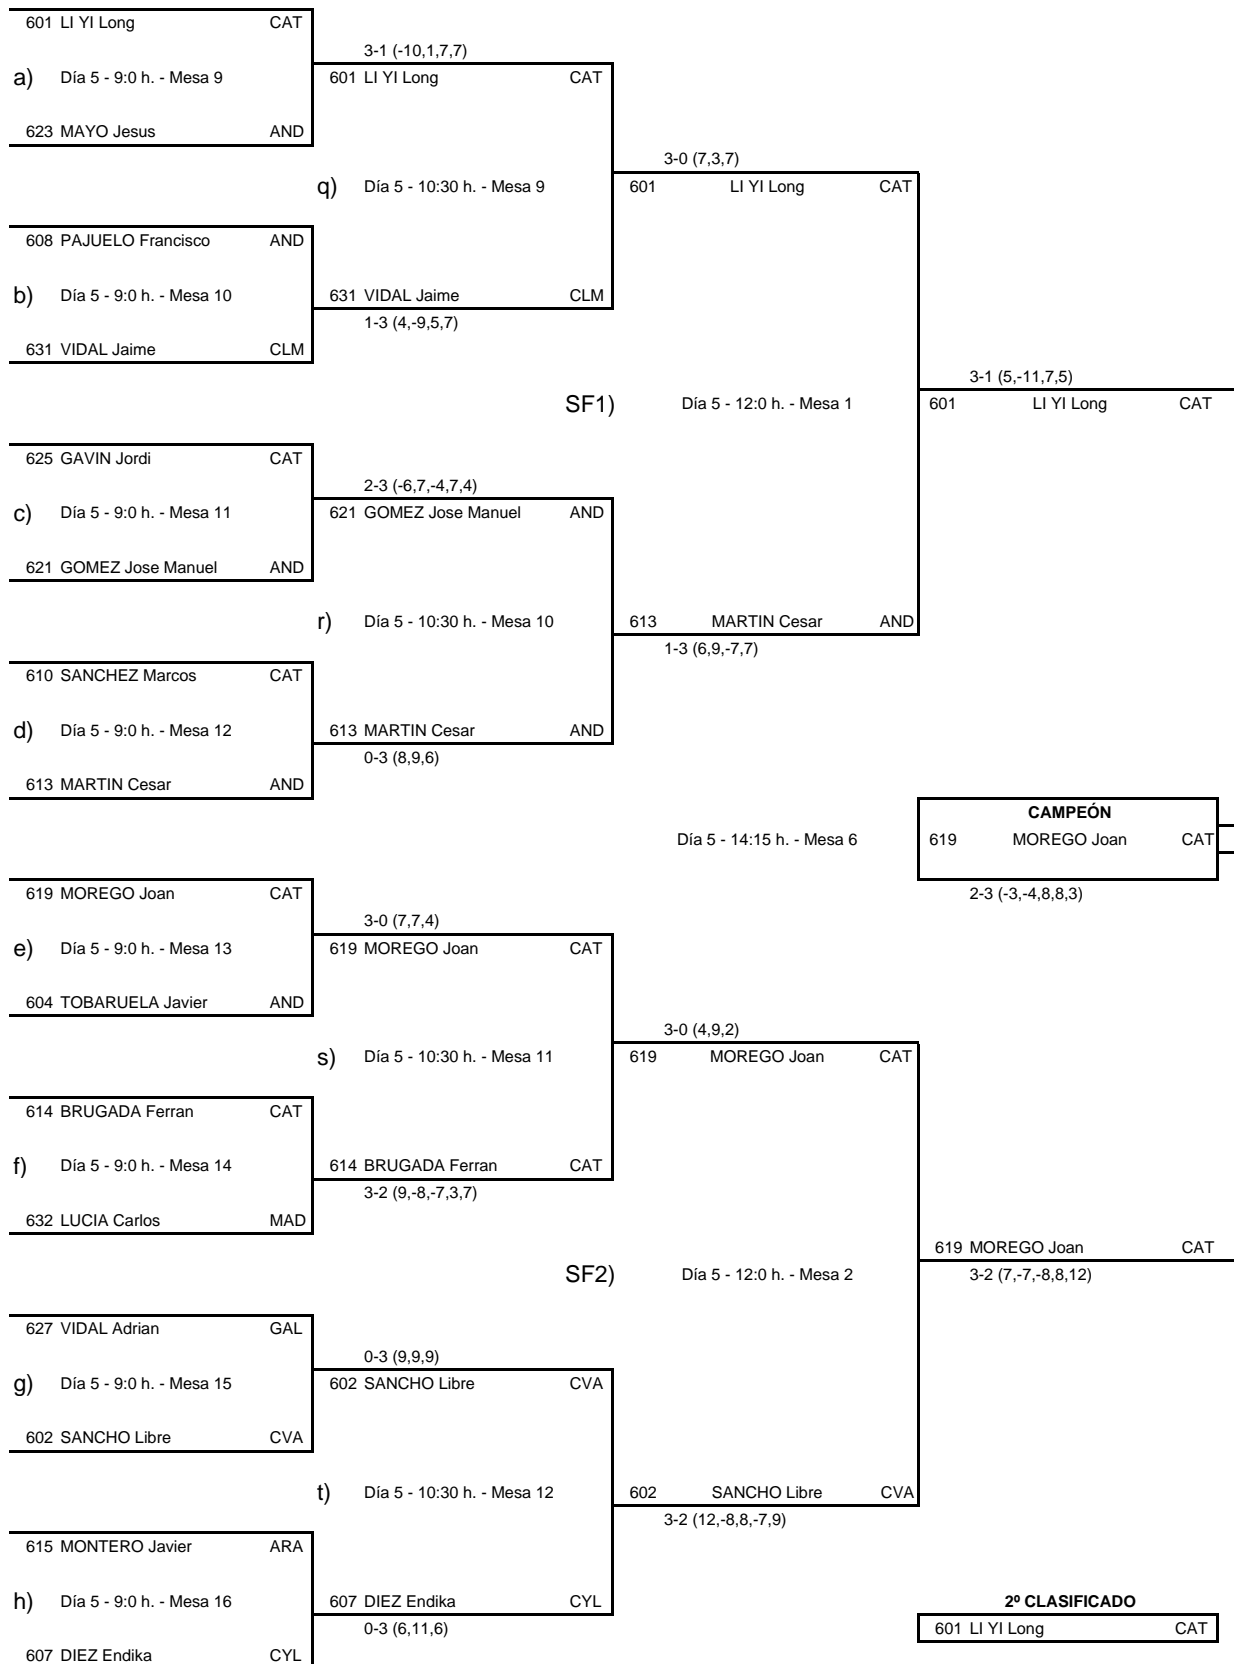 601 LI YI Long CAT
3-1 (-10,1,7,7)
a) Día 5 - 9:0 h. - Mesa 9 601 LI YI Long CAT
623 MAYO Jesus AND
3-0 (7,3,7)
q) Día 5 - 10:30 h. - Mesa 9 601 LI YI Long CAT
608 PAJUELO Francisco AND
b) Día 5 - 9:0 h. - Mesa 10 631 VIDAL Jaime CLM
1-3 (4,-9,5,7)
631 VIDAL Jaime CLM
3-1 (5,-11,7,5)
SF1) Día 5 - 12:0 h. - Mesa 1 601 LI YI Long CAT
625 GAVIN Jordi CAT
2-3 (-6,7,-4,7,4)
c) Día 5 - 9:0 h. - Mesa 11 621 GOMEZ Jose Manuel AND
621 GOMEZ Jose Manuel AND
r) Día 5 - 10:30 h. - Mesa 10 613 MARTIN Cesar AND
1-3 (6,9,-7,7)
610 SANCHEZ Marcos CAT
d) Día 5 - 9:0 h. - Mesa 12 613 MARTIN Cesar AND
0-3 (8,9,6)
613 MARTIN Cesar AND
CAMPEÓN
Día 5 - 14:15 h. - Mesa 6 619 MOREGO Joan CAT
619 MOREGO Joan CAT 2-3 (-3,-4,8,8,3)
3-0 (7,7,4)
e) Día 5 - 9:0 h. - Mesa 13 619 MOREGO Joan CAT
604 TOBARUELA Javier AND
3-0 (4,9,2)
s) Día 5 - 10:30 h. - Mesa 11 619 MOREGO Joan CAT
614 BRUGADA Ferran CAT
f) Día 5 - 9:0 h. - Mesa 14 614 BRUGADA Ferran CAT
3-2 (9,-8,-7,3,7)
632 LUCIA Carlos MAD
619 MOREGO Joan CAT
SF2) Día 5 - 12:0 h. - Mesa 2 3-2 (7,-7,-8,8,12)
627 VIDAL Adrian GAL
0-3 (9,9,9)
g) Día 5 - 9:0 h. - Mesa 15 602 SANCHO Libre CVA
602 SANCHO Libre CVA
t) Día 5 - 10:30 h. - Mesa 12 602 SANCHO Libre CVA
3-2 (12,-8,8,-7,9)
615 MONTERO Javier ARA
h) Día 5 - 9:0 h. - Mesa 16 607 DIEZ Endika CYL 2º CLASIFICADO
0-3 (6,11,6) 601 LI YI Long CAT
607 DIEZ Endika CYL